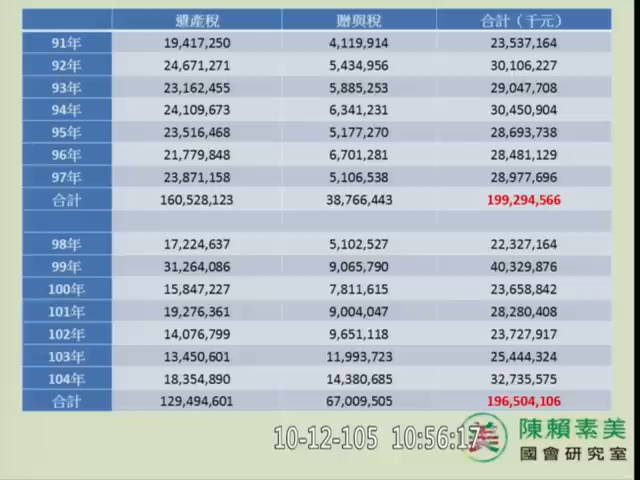 遺產稅 贈與稅 合計（千元）
91年 19,417,250 4,119,914 23,537,164
92年 24,671,271 5,434,956 30,106,227
93年 23,162,455 5,885,253 29,047,708
94年 24,109,673 6,341,231 30,450,904
95年 23,516,468 5,177,270 28,693,738
96年 21,779,848 6,701,281 28,481,129
97年 23,871,158 5,106,538 28,977,696
合計 160,528,123 38,766,443 199,294,566
98年 17,224,637 5,102,527 22,327,164
99年 31,264,086 9,065,790 40,329,876
100年 15,847,227 7,811,615 23,658,842
101年 19,276,361 9,004,047 28,280,408
102年 14,076,799 9,651,118 23,727,917
103年 13,450,601 11,993,723 25,444,324
104年 18,354,890 14,380,685 32,735,575
合計 129,494,601 67,009,505 196,504,106
美 陳賴素美
國會研究室
10-12-105 10:56:17